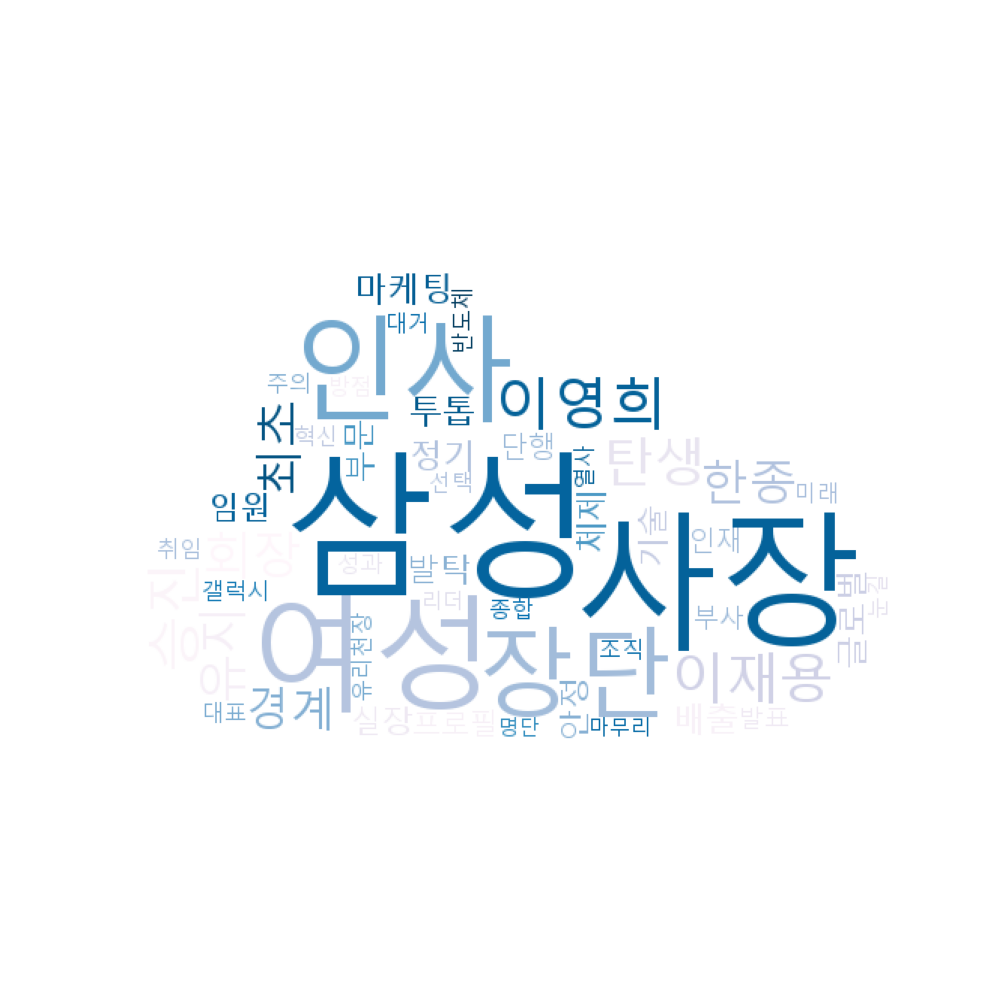 마케팅
대거
반도체
인사
주의
방점
투톱
이영희
최초
혁신
부문
정기
단행
열사
탄생
한종
미래
선택
삼성
사장
임원
체제
기술
인재
취임
회장
성과
발탁
승진
갤럭시
리더
종합
부사
글로벌
눈길
여성
장단
유지
유리천장
조직
이재용
대표
경계
실장
프로필
명단
안정
마무리
배출
발표